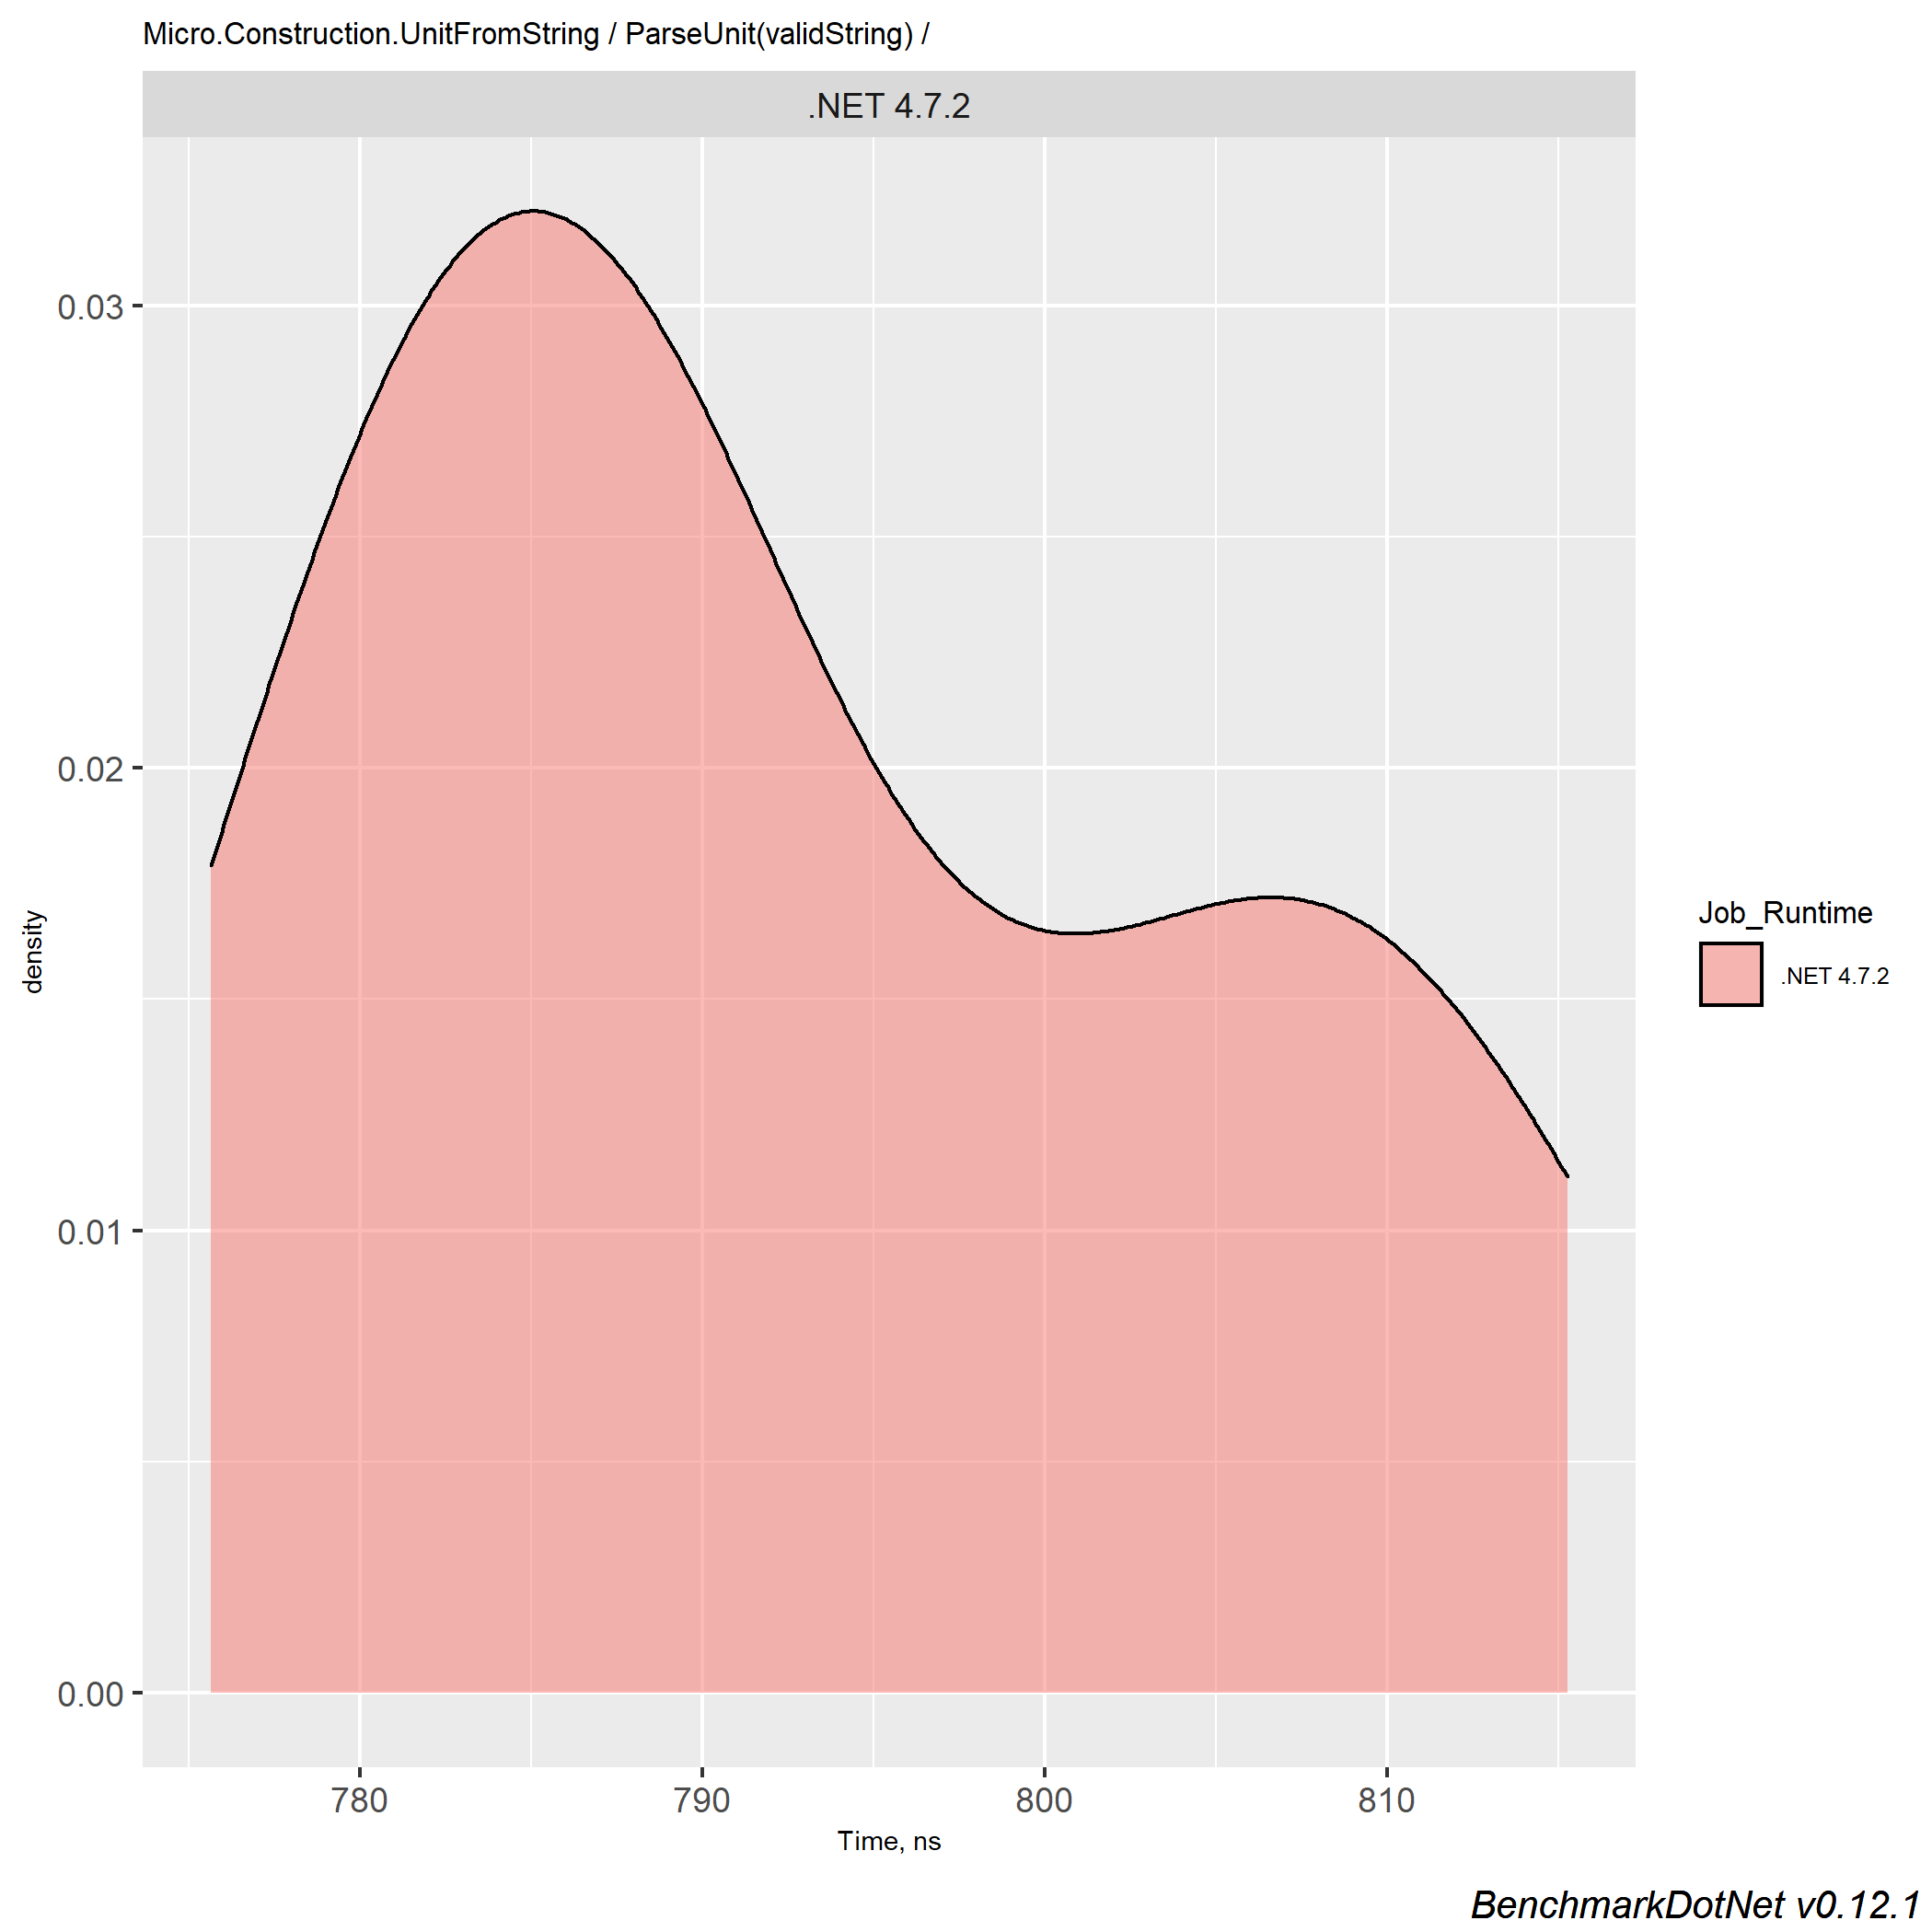 Micro.Construction.UnitFromString / ParseUnit(validString) /
.NET 4.7.2
0.03
0.02
0.01
0.00
density
780 790 800 810
Time, ns
Job_Runtime
.NET 4.7.2
BenchmarkDotNet v0.12.1